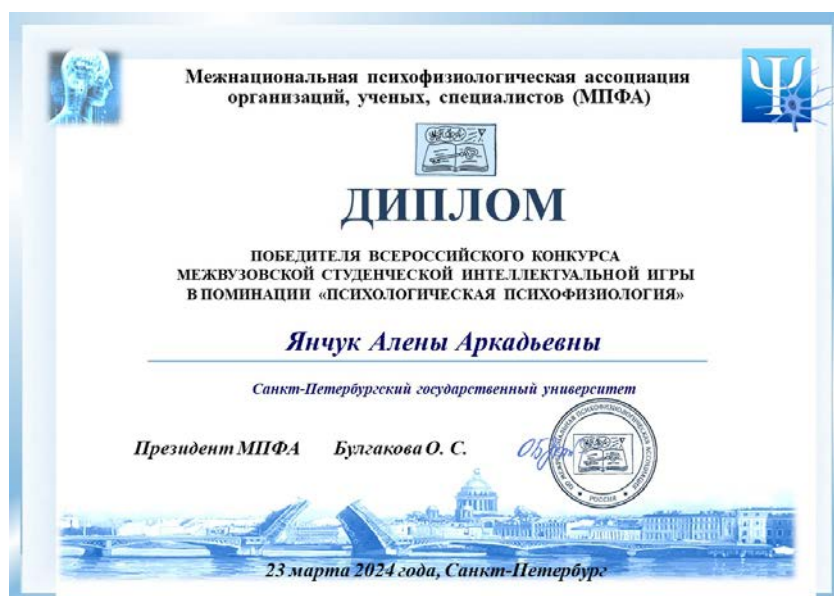 Межнациональная психофизиологическая ассоциация
организаций, ученых, специалистов (МПФА)
ДИПЛОМ
ПОБЕДИТЕЛЯ ВСЕРОССИЙСКОГО КОНКУРСА
МЕЖВУЗОВСКОЙ СТУДЕНЧЕСКОЙ ИНТЕЛЛЕКТУАЛЬНОЙ ИГРЫ
В ПОМИНАЦИИ «ПСИХОЛОГИЧЕСКАЯ ПСИХОФИЗИОЛОГИЯ»
Янчук Алены Аркадьевны
Санкт-Петербургский государственный университет
Президент МПФА Булгакова О. С.
РОССИЯ
23 марта 2024 года, Санкт-Петербург